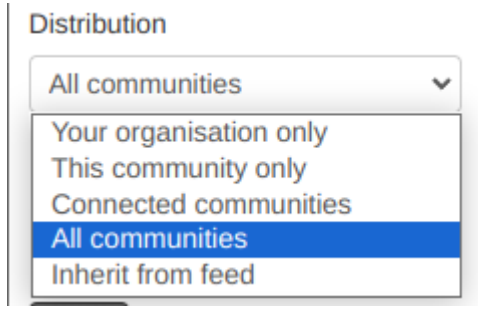 Distribution
All communities
Your organisation only
This community only
Connected communities
All communities
Inherit from feed